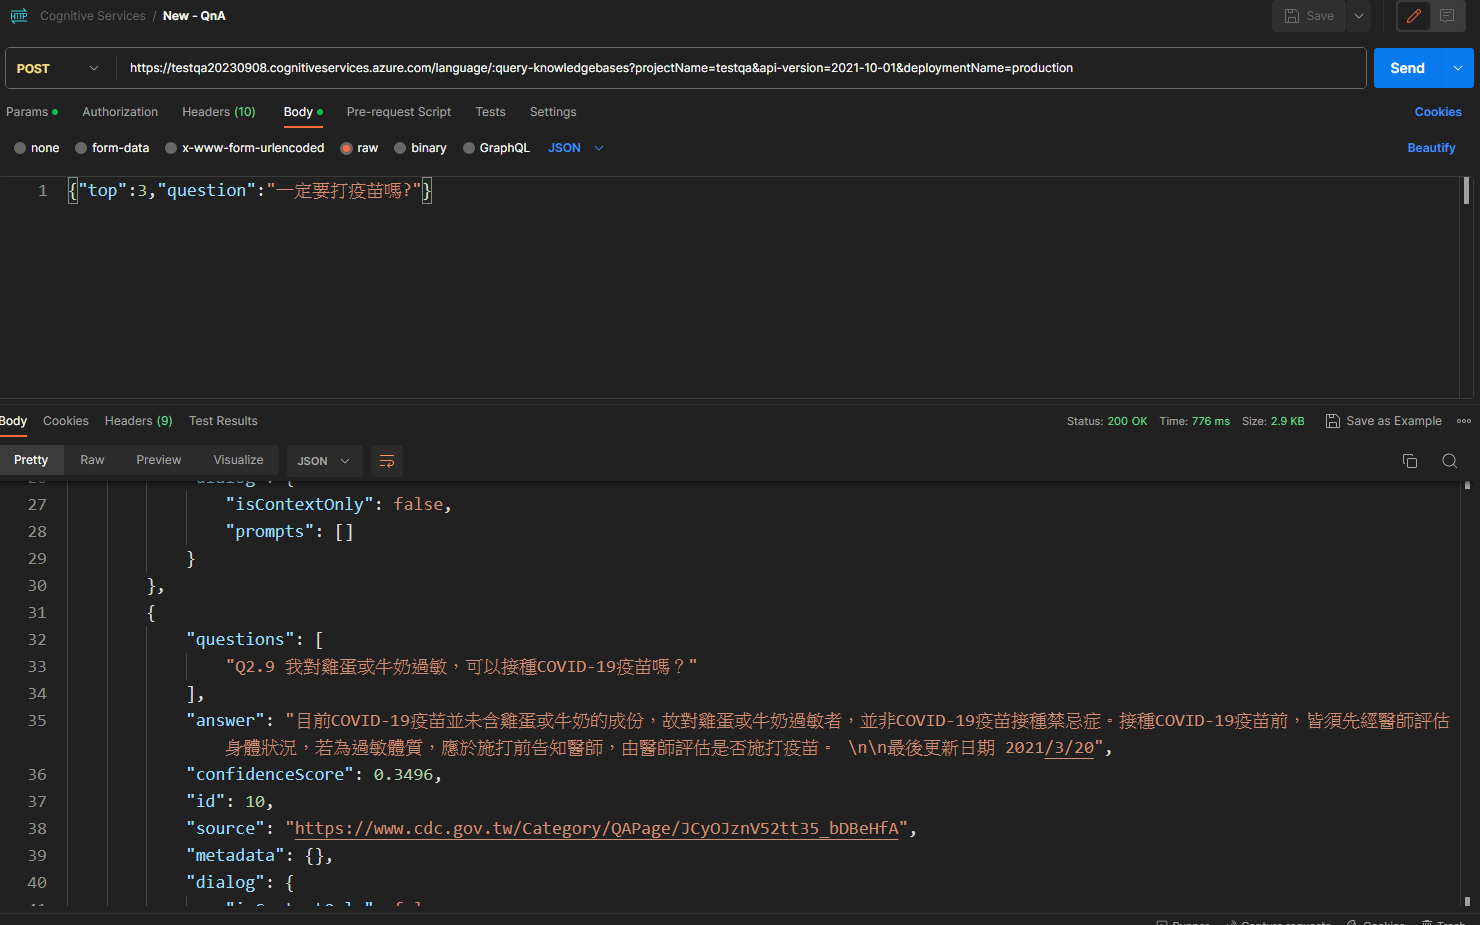 HTTP Cognitive Services / New - QnA Save
POST https://testqa20230908.cognitiveservices.azure.com/language/:query-knowledgebases?projectName=testqa&api-version=2021-10-01&deploymentName=production Send
Params Authorization Headers (10) Body Pre-request Script Tests Settings Cookies
none form-data x-www-form-urlencoded raw binary GraphQL JSON Beautify
1 {"top":3,"question":"一定要打疫苗嗎?"}
Body Cookies Headers (9) Test Results Status: 200 OK Time: 776 ms Size: 2.9 KB Save as Example
Pretty Raw Preview Visualize JSON
27 "isContextOnly": false,
28 "prompts": []
29 }
30 },
31 {
32 "questions": [
33 "Q2.9 我對雞蛋或牛奶過敏，可以接種COVID-19疫苗嗎？"
34 ],
35 "answer": "目前COVID-19疫苗並未含雞蛋或牛奶的成份，故對雞蛋或牛奶過敏者，並非COVID-19疫苗接種禁忌症。接種COVID-19疫苗前，皆須先經醫師評估
身體狀況，若為過敏體質，應於施打前告知醫師，由醫師評估是否施打疫苗。 \n\n最後更新日期 2021/3/20",
36 "confidenceScore": 0.3496,
37 "id": 10,
38 "source": "https://www.cdc.gov.tw/Category/QAPage/JCyOJznV52tt35_bDBeHfA",
39 "metadata": {},
40 "dialog": {